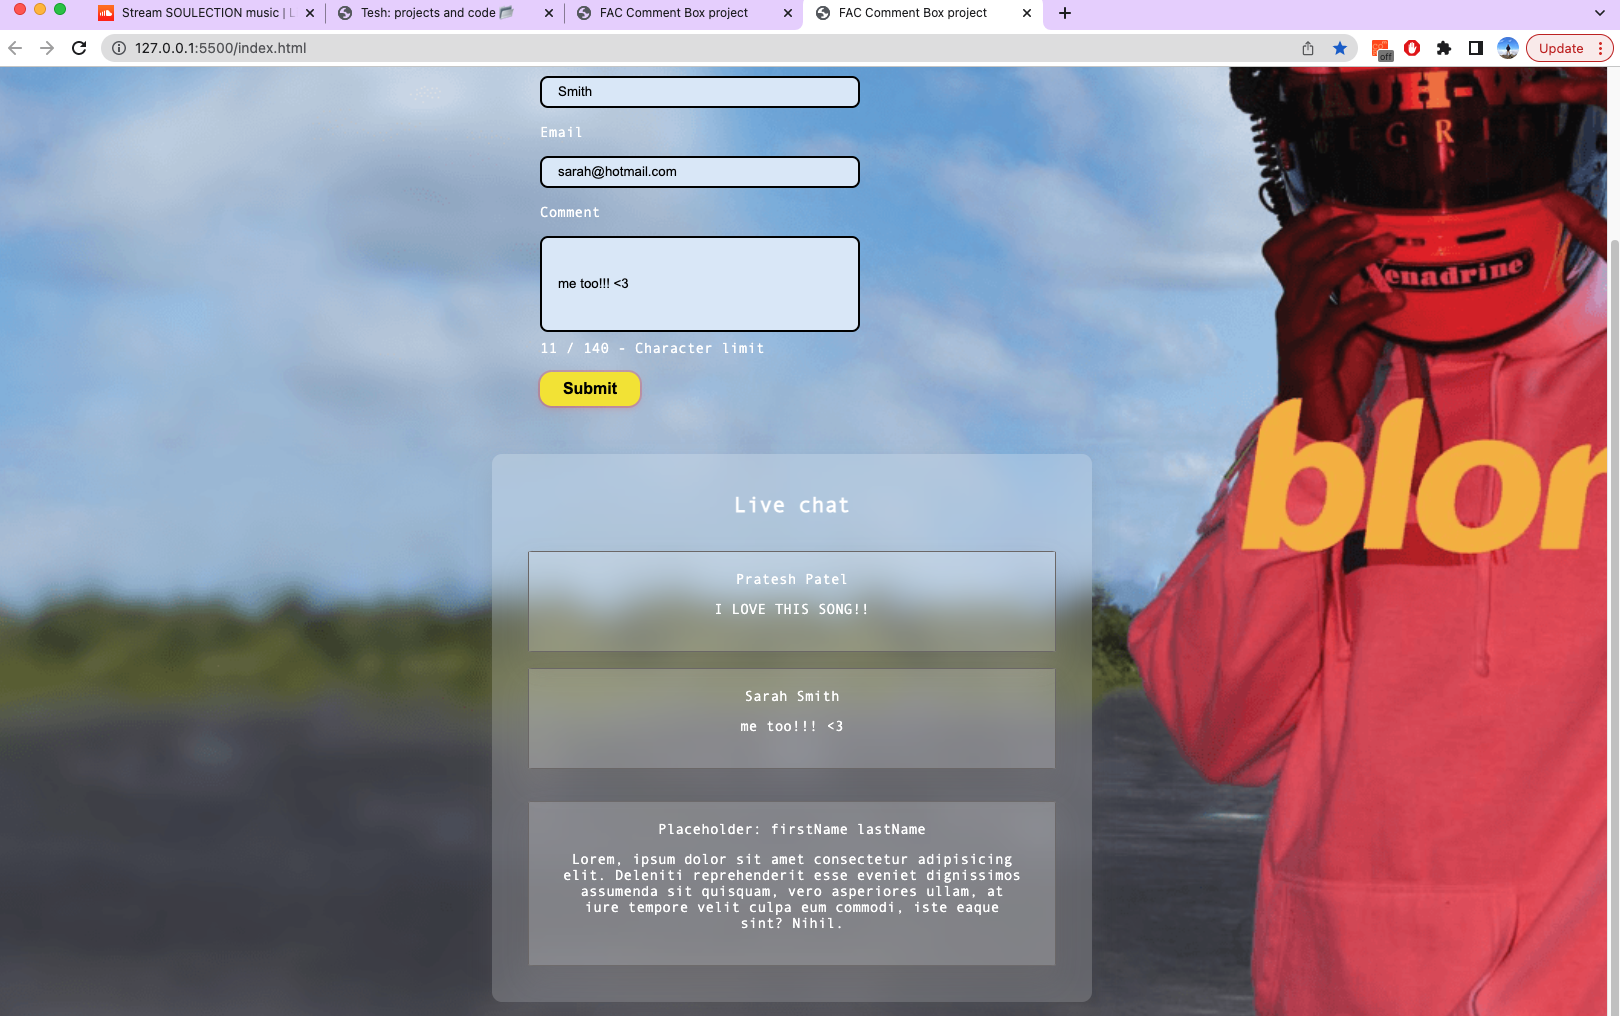 Stream SOULECTION music | L
Tesh: projects and code
FAC Comment Box project
FAC Comment Box project
127.0.0.1:5500/index.html
off
Update
Smith
Email
sarah@hotmail.com
Comment
me too!!! <3
11 / 140 - Character limit
Submit
Xenadrine
blon
Live chat
Pratesh Patel
I LOVE THIS SONG!!
Sarah Smith
me too!!! <3
Placeholder: firstName lastName
Lorem, ipsum dolor sit amet consectetur adipisicing
elit. Deleniti reprehenderit esse eveniet dignissimos
assumenda sit quisquam, vero asperiores ullam, at
iure tempore velit culpa eum commodi, iste eaque
sint? Nihil.